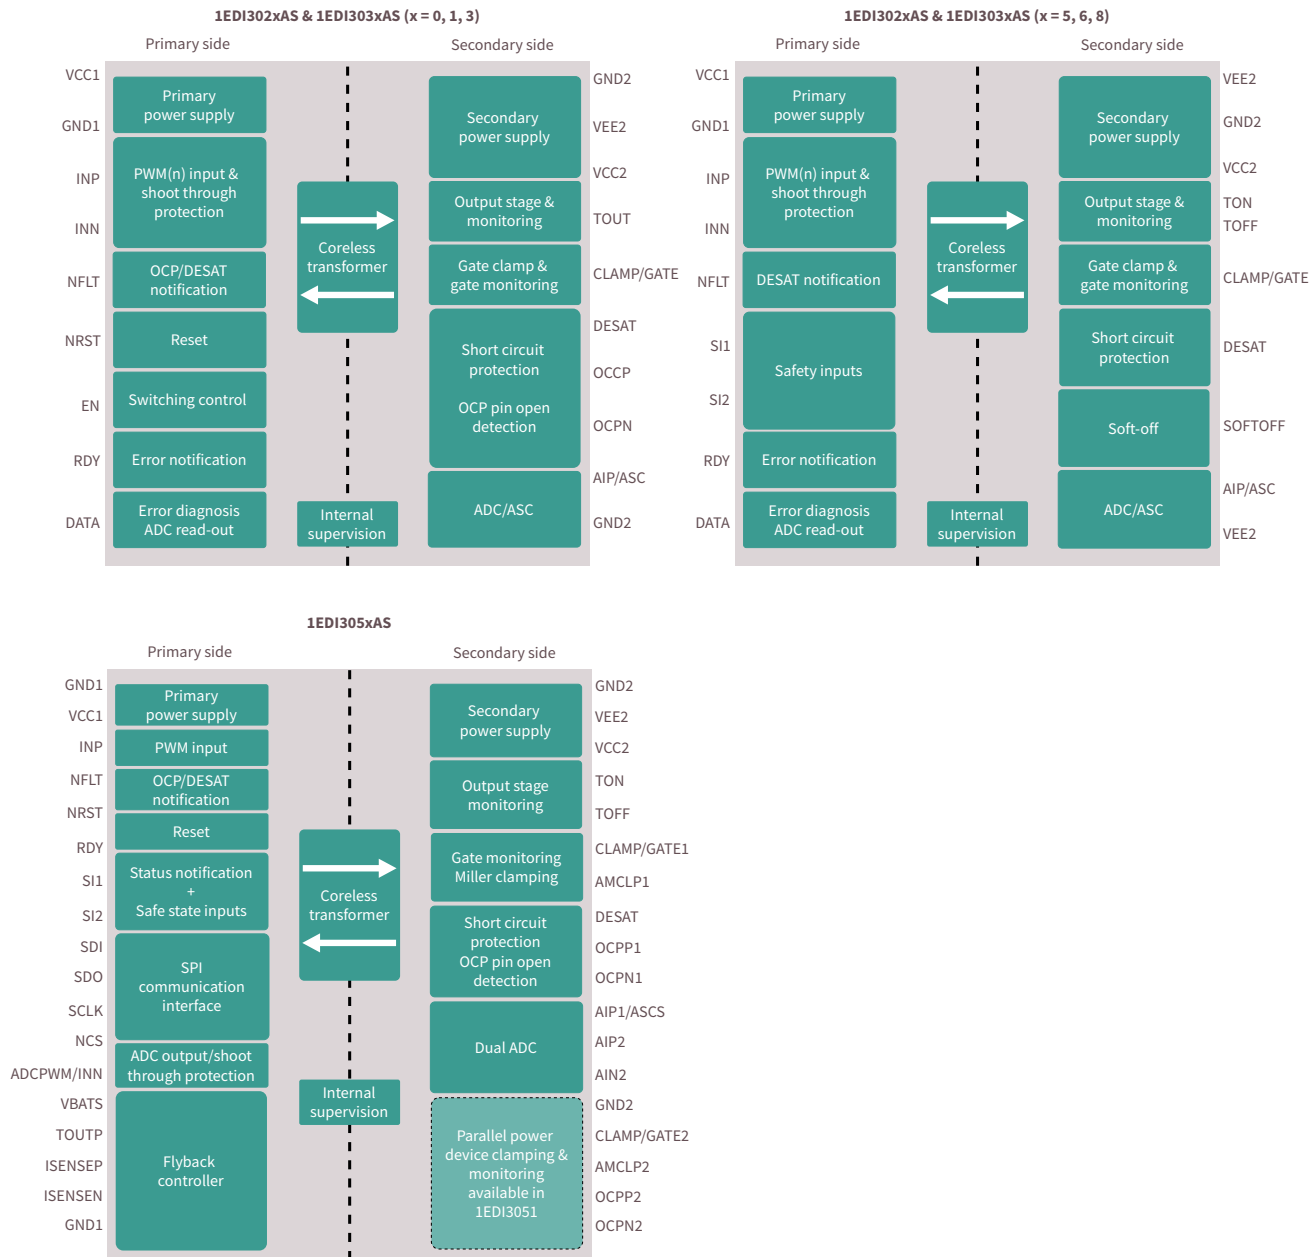 1EDI302xAS & 1EDI303xAS (x = 0, 1, 3)
Primary side
Secondary side
VCC1
GND1
INP
INN
NFLT
NRST
EN
RDY
DATA
Primary
power supply
PWM(n) input &
shoot through
protection
OCP/DESAT
notification
Reset
Switching control
Error notification
Error diagnosis
ADC read-out
Coreless
transformer
Internal
supervision
Secondary
power supply
Output stage &
monitoring
Gate clamp &
gate monitoring
Short circuit
protection
OCP pin open
detection
ADC/ASC
GND2
VEE2
VCC2
TOUT
CLAMP/GATE
DESAT
OCCP
OCPN
AIP/ASC
GND2
1EDI302xAS & 1EDI303xAS (x = 5, 6, 8)
Primary side
Secondary side
VCC1
GND1
INP
INN
NFLT
SI1
SI2
RDY
DATA
Primary
power supply
PWM(n) input &
shoot through
protection
DESAT notification
Safety inputs
Error notification
Error diagnosis
ADC read-out
Coreless
transformer
Internal
supervision
Secondary
power supply
Output stage &
monitoring
Gate clamp &
gate monitoring
Short circuit
protection
Soft-off
ADC/ASC
VEE2
GND2
VCC2
TON
TOFF
CLAMP/GATE
DESAT
SOFTOFF
AIP/ASC
VEE2
1EDI305xAS
Primary side
Secondary side
GND1
VCC1
INP
NFLT
NRST
RDY
SI1
SI2
SDI
SDO
SCLK
NCS
ADCPWM/INN
VBATS
TOUTP
ISENSEP
ISENSEN
GND1
Primary
power supply
PWM input
OCP/DESAT
notification
Reset
Status notification
+
Safe state inputs
SPI
communication
interface
ADC output/shoot
through protection
Flyback
controller
Coreless
transformer
Internal
supervision
Secondary
power supply
Output stage
monitoring
Gate monitoring
Miller clamping
Short circuit
protection
OCP pin open
detection
Dual ADC
Parallel power
device clamping &
monitoring
available in
1EDI3051
GND2
VEE2
VCC2
TON
TOFF
CLAMP/GATE1
AMCLP1
DESAT
OCPP1
OCPN1
AIP1/ASCS
AIP2
AIN2
GND2
CLAMP/GATE2
AMCLP2
OCPP2
OCPN2